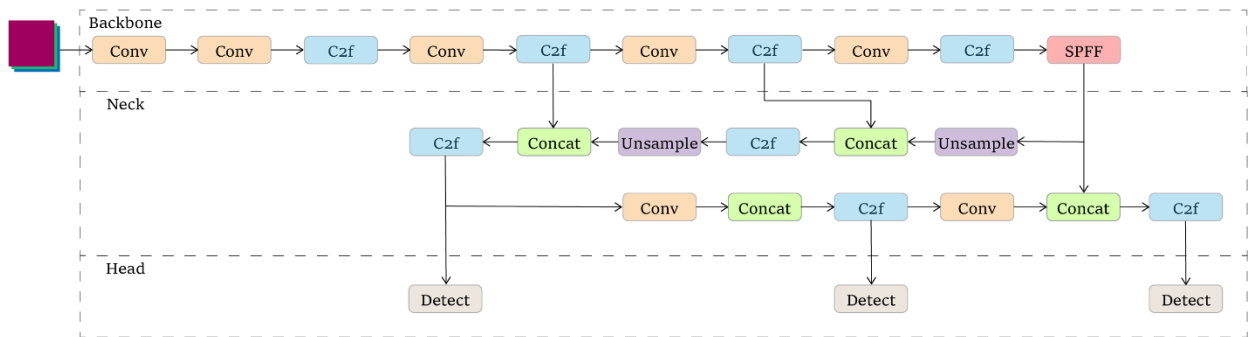 Backbone
Conv Conv C2f Conv C2f Conv C2f Conv C2f SPFF
Neck
C2f Concat Unsample C2f Concat Unsample
Conv Concat C2f Conv Concat C2f
Head
Detect Detect Detect